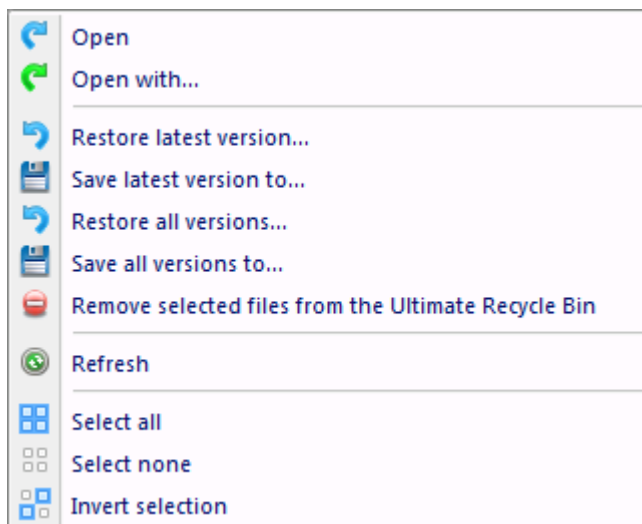 Open
Open with...
Restore latest version...
Save latest version to...
Restore all versions...
Save all versions to...
Remove selected files from the Ultimate Recycle Bin
Refresh
Select all
Select none
Invert selection